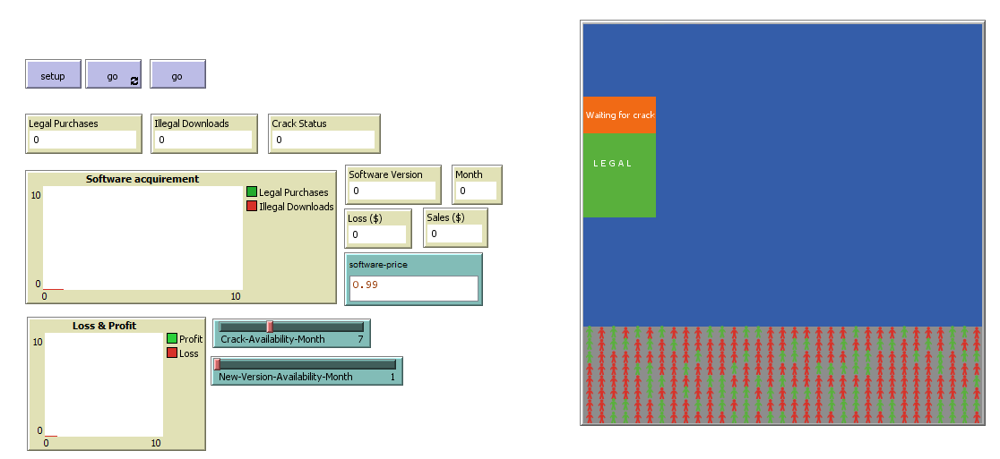 setup
go
go
Legal Purchases
0
Illegal Downloads
0
Crack Status
0
Software acquirement
10
0
0
10
Legal Purchases
Illegal Downloads
Software Version
0
Month
0
Loss ($)
0
Sales ($)
0
software-price
0.99
Loss & Profit
10
0
0
10
Profit
Loss
Crack-Availability-Month 7
New-Version-Availability-Month 1
Waiting for crack
L E G A L